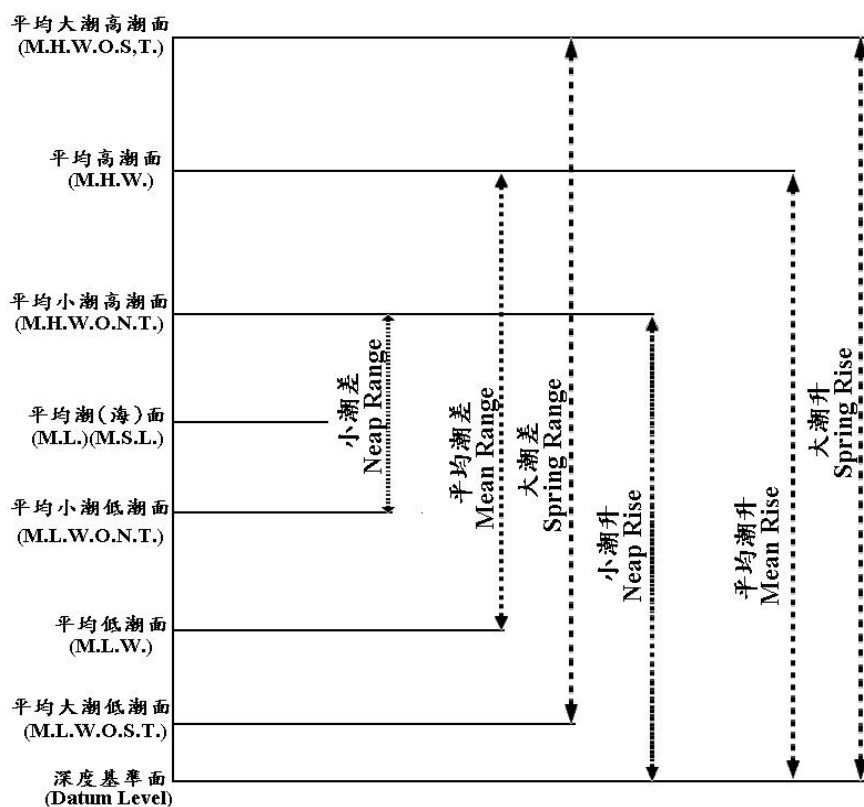 平均大潮高潮面
(M.H.W.O.S,T.)
平均高潮面
(M.H.W.)
平均小潮高潮面
(M.H.W.O.N.T.)
平均潮(海)面
(M.L.)(M.S.L.)
平均小潮低潮面
(M.L.W.O.N.T.)
平均低潮面
(M.L.W.)
平均大潮低潮面
(M.L.W.O.S.T.)
深度基準面
(Datum Level)
小潮差
Neap Range
平均潮差
Mean Range
大潮差
Spring Range
小潮升
Neap Rise
平均潮升
Mean Rise
大潮升
Spring Rise